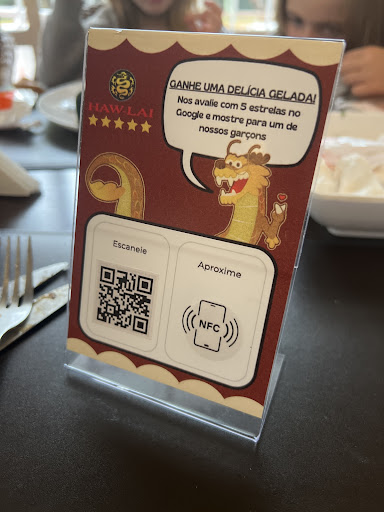 HAW-LAI
GANHE UMA DELÍCIA GELADA!
Nos avalie com 5 estrelas no
Google e mostre para um de
nossos garçons
Escaneie
Aproxime
NFC